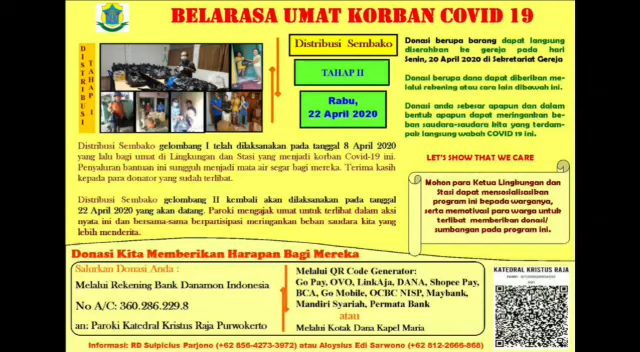 BELARASA UMAT KORBAN COVID 19
DISTRIBUSI
TAHAP I
Distribusi Sembako
TAHAP II
Rabu,
22 April 2020
Donasi berupa barang dapat langsung
diserahkan ke gereja pada hari
Senin, 20 April 2020 di Sekretariat Gereja
Donasi berupa dana dapat diberikan me-
lalui rekening atau cara lain dibawah ini.
Donasi anda sebesar apapun dan dalam
bentuk apapun dapat meringankan be-
ban saudara-saudara kita yang terdam-
pak langsung wabah COVID 19 ini.
LET'S SHOW THAT WE CARE
Mohon para Ketua Lingkungan dan
Stasi dapat mensosialisasikan
program ini bepada warganya,
serta memotivasi para warga untuk
terlibat memberikan donasi/
sumbangan pada program ini.
Distribusi Sembako gelombang I telah dilaksanakan pada tanggal 8 April 2020
yang lalu bagi umat di Lingkungan dan Stasi yang menjadi korban Covid-19 ini.
Penyaluran bantuan ini sungguh menjadi mata air segar bagi mereka. Terima kasih
kepada para donator yang sudah terlibat.
Distribusi Sembako gelombang II kembali akan dilaksanakan pada tanggal
22 April 2020 yang akan datang. Paroki mengajak umat untuk terlibat dalam aksi
nyata ini dan bersama-sama berpartisipasi meringankan beban saudara kita yang
lebih menderita.
Donasi Kita Memberikan Harapan Bagi Mereka
Salurkan Donasi Anda :
Melalui Rekening Bank Danamon Indonesia
No A/C: 360.286.229.8
an: Paroki Katedral Kristus Raja Purwokerto
Melalui QR Code Generator:
Go Pay, OVO, LinkAja, DANA, Shopee Pay,
BCA, Go Mobile, OCBC NISP, Maybank,
Mandiri Syariah, Permata Bank
atau
Melalui Kotak Dana Kapel Maria
KATEDRAL KRISTUS RAJA
Informasi: RD Sulpicius Parjono (+62 856-4273-3972) atau Aloysius Edi Sarwono (+62 812-2666-868)